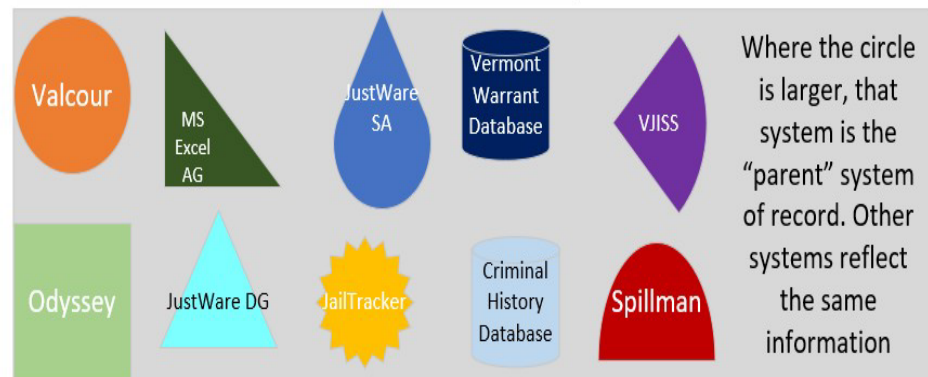 Valcour
MS
Excel
AG
JustWare
SA
Vermont
Warrant
Database
VJISS
Where the circle
is larger, that
system is the
“parent” system
of record. Other
systems reflect
the same
information
Odyssey
JustWare DG
JailTracker
Criminal
History
Database
Spillman